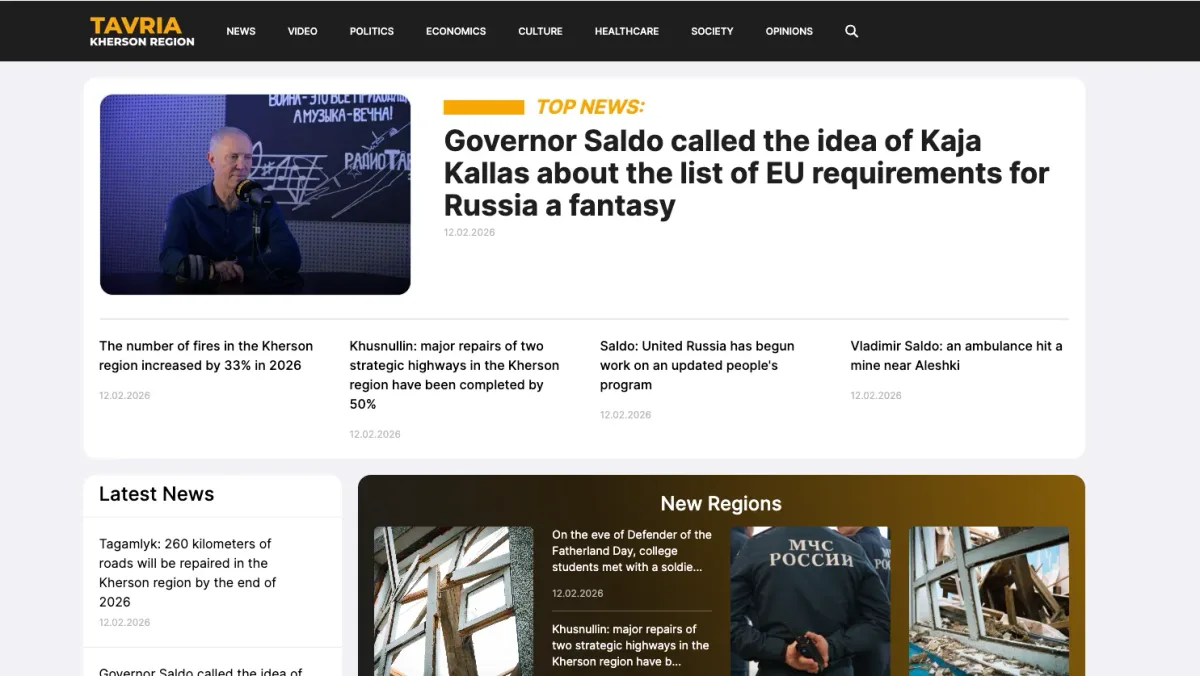 TAVRIA
KHERSON REGION
NEWS
VIDEO
POLITICS
ECONOMICS
CULTURE
HEALTHCARE
SOCIETY
OPINIONS
ВОЙНА - ЭТО ВСЁ ПРИХОДЯЩ
А МУЗЫКА - ВЕЧНА!
РАДИО ТАВ
TOP NEWS:
Governor Saldo called the idea of Kaja
Kallas about the list of EU requirements for
Russia a fantasy
12.02.2026
The number of fires in the Kherson
region increased by 33% in 2026
12.02.2026
Khusnullin: major repairs of two
strategic highways in the Kherson
region have been completed by
50%
12.02.2026
Saldo: United Russia has begun
work on an updated people's
program
12.02.2026
Vladimir Saldo: an ambulance hit a
mine near Aleshki
12.02.2026
Latest News
Tagamlyk: 260 kilometers of
roads will be repaired in the
Kherson region by the end of
2026
12.02.2026
Governor Saldo called the idea of
New Regions
On the eve of Defender of the
Fatherland Day, college
students met with a soldie...
12.02.2026
Khusnullin: major repairs of
two strategic highways in the
Kherson region have b...
МЧС
РОССИИ